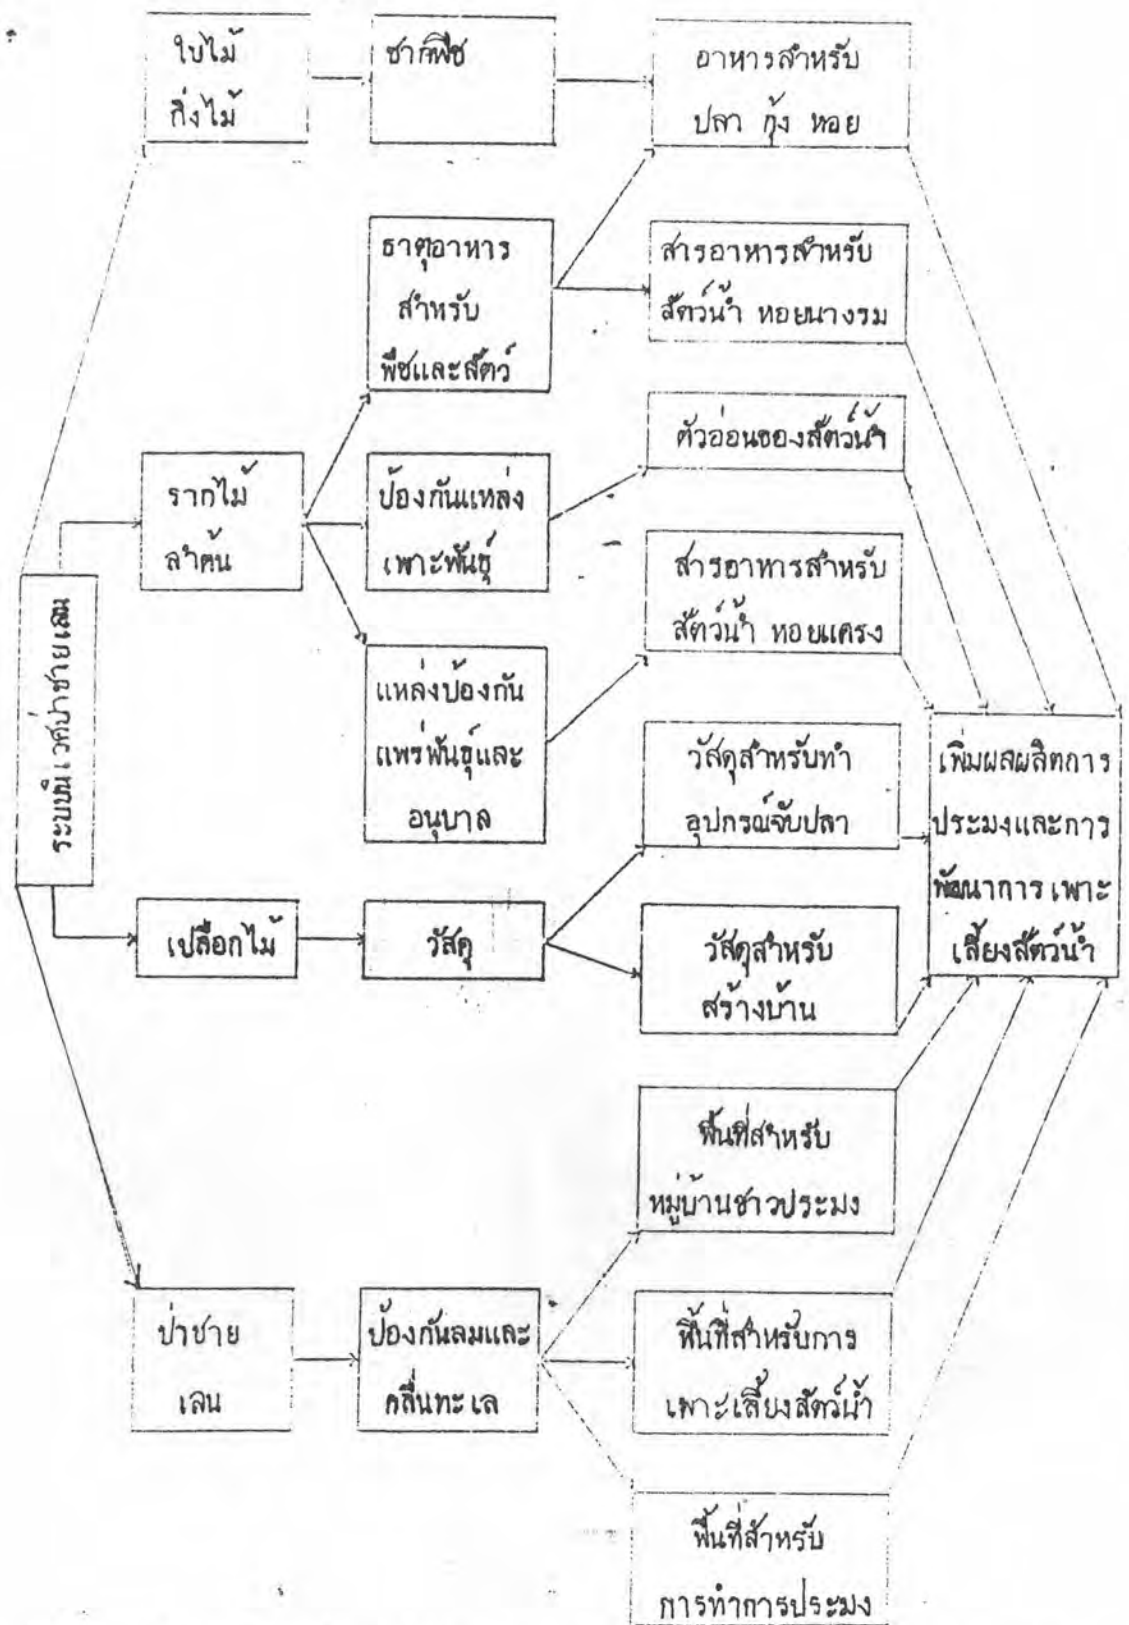 ใบไม้
กิ่งไม้
ซากพืช
อาหารสำหรับ
ปลา กุ้ง หอย
ธาตุอาหาร
สำหรับ
พืชและสัตว์
สารอาหารสำหรับ
สัตว์น้ำ หอยนางรม
รากไม้
ลำต้น
ป้องกันแหล่ง
เพาะพันธุ์
ตัวอ่อนของสัตว์น้ำ
แหล่งป้องกัน
แพร่พันธุ์และ
อนุบาล
สารอาหารสำหรับ
สัตว์น้ำ หอยแครง
ระบบนิเวศป่าชายเลน
เปลือกไม้
วัสดุ
วัสดุสำหรับทำ
อุปกรณ์จับปลา
วัสดุสำหรับ
สร้างบ้าน
เพิ่มผลผลิตการ
ประมงและการ
พัฒนาการเพาะ
เลี้ยงสัตว์น้ำ
ป่าชาย
เลน
ป้องกันลมและ
คลื่นทะเล
พื้นที่สำหรับ
หมู่บ้านชาวประมง
พื้นที่สำหรับการ
เพาะเลี้ยงสัตว์น้ำ
พื้นที่สำหรับ
การทำการประมง